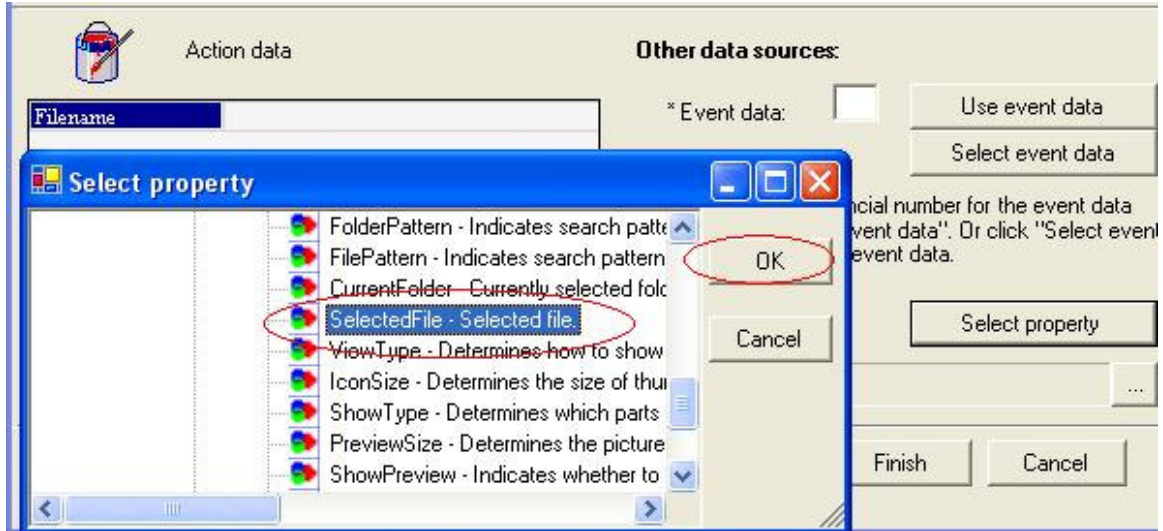 Action data
Other data sources:
Filename
* Event data:
Use event data
Select event data
Select property
ncial number for the event data
vent data". Or click "Select event
event data.
FolderPattern - Indicates search patte
FilePattern - Indicates search pattern
CurrentFolder - Currently selected fold
SelectedFile - Selected file.
ViewType - Determines how to show
IconSize - Determines the size of thum
ShowType - Determines which parts
PreviewSize - Determines the picture
ShowPreview - Indicates whether to
OK
Cancel
Select property
...
Finish
Cancel